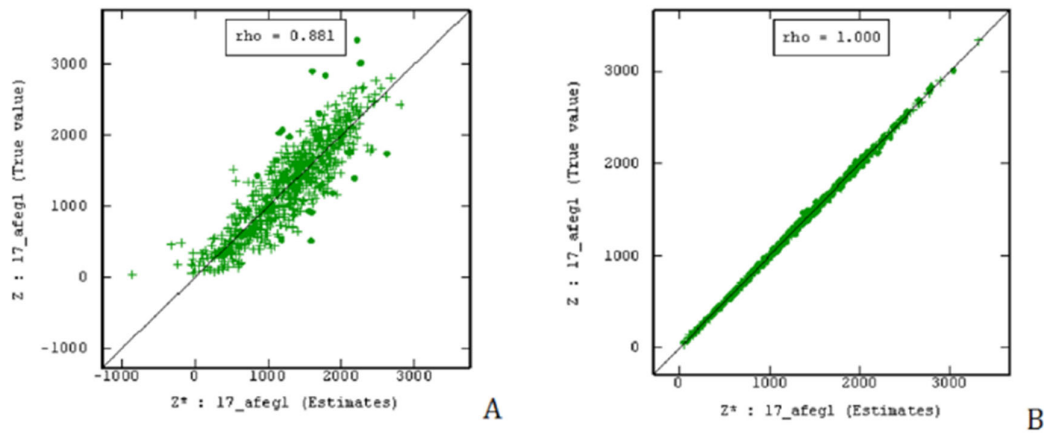 rho = 0.881
3000
2000
1000
0
-1000
Z : 17_afegl (True value)
-1000 0 1000 2000 3000
Z* : 17_afegl (Estimates)
A
rho = 1.000
3000
2000
1000
0
Z : 17_afegl (True value)
0 1000 2000 3000
Z* : 17_afegl (Estimates)
B